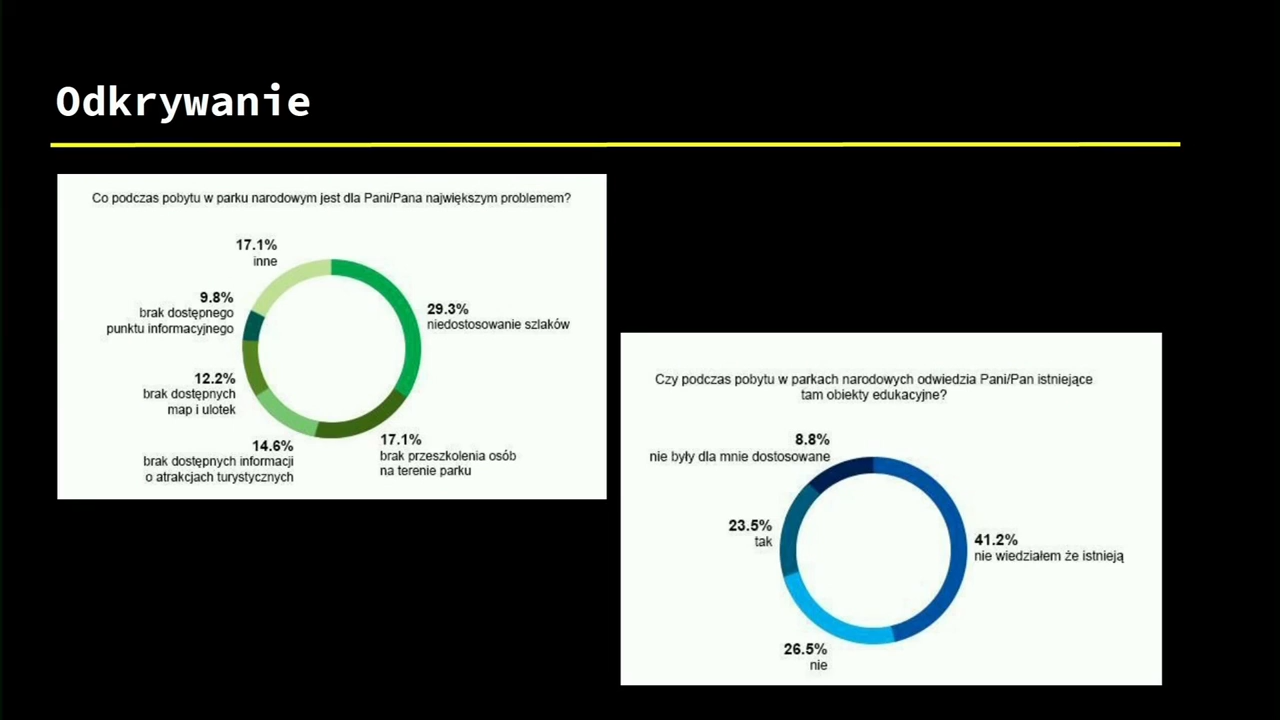 Odkrywanie
Co podczas pobytu w parku narodowym jest dla Pani/Pana największym problemem?
17.1%
inne
9.8%
brak dostępnego
punktu informacyjnego
29.3%
niedostosowanie szlaków
12.2%
brak dostępnych
map i ulotek
14.6%
brak dostępnych informacji
o atrakcjach turystycznych
17.1%
brak przeszkolenia osób
na terenie parku
Czy podczas pobytu w parkach narodowych odwiedzia Pani/Pan istniejące
tam obiekty edukacyjne?
8.8%
nie były dla mnie dostosowane
23.5%
tak
41.2%
nie wiedziałem że istnieją
26.5%
nie